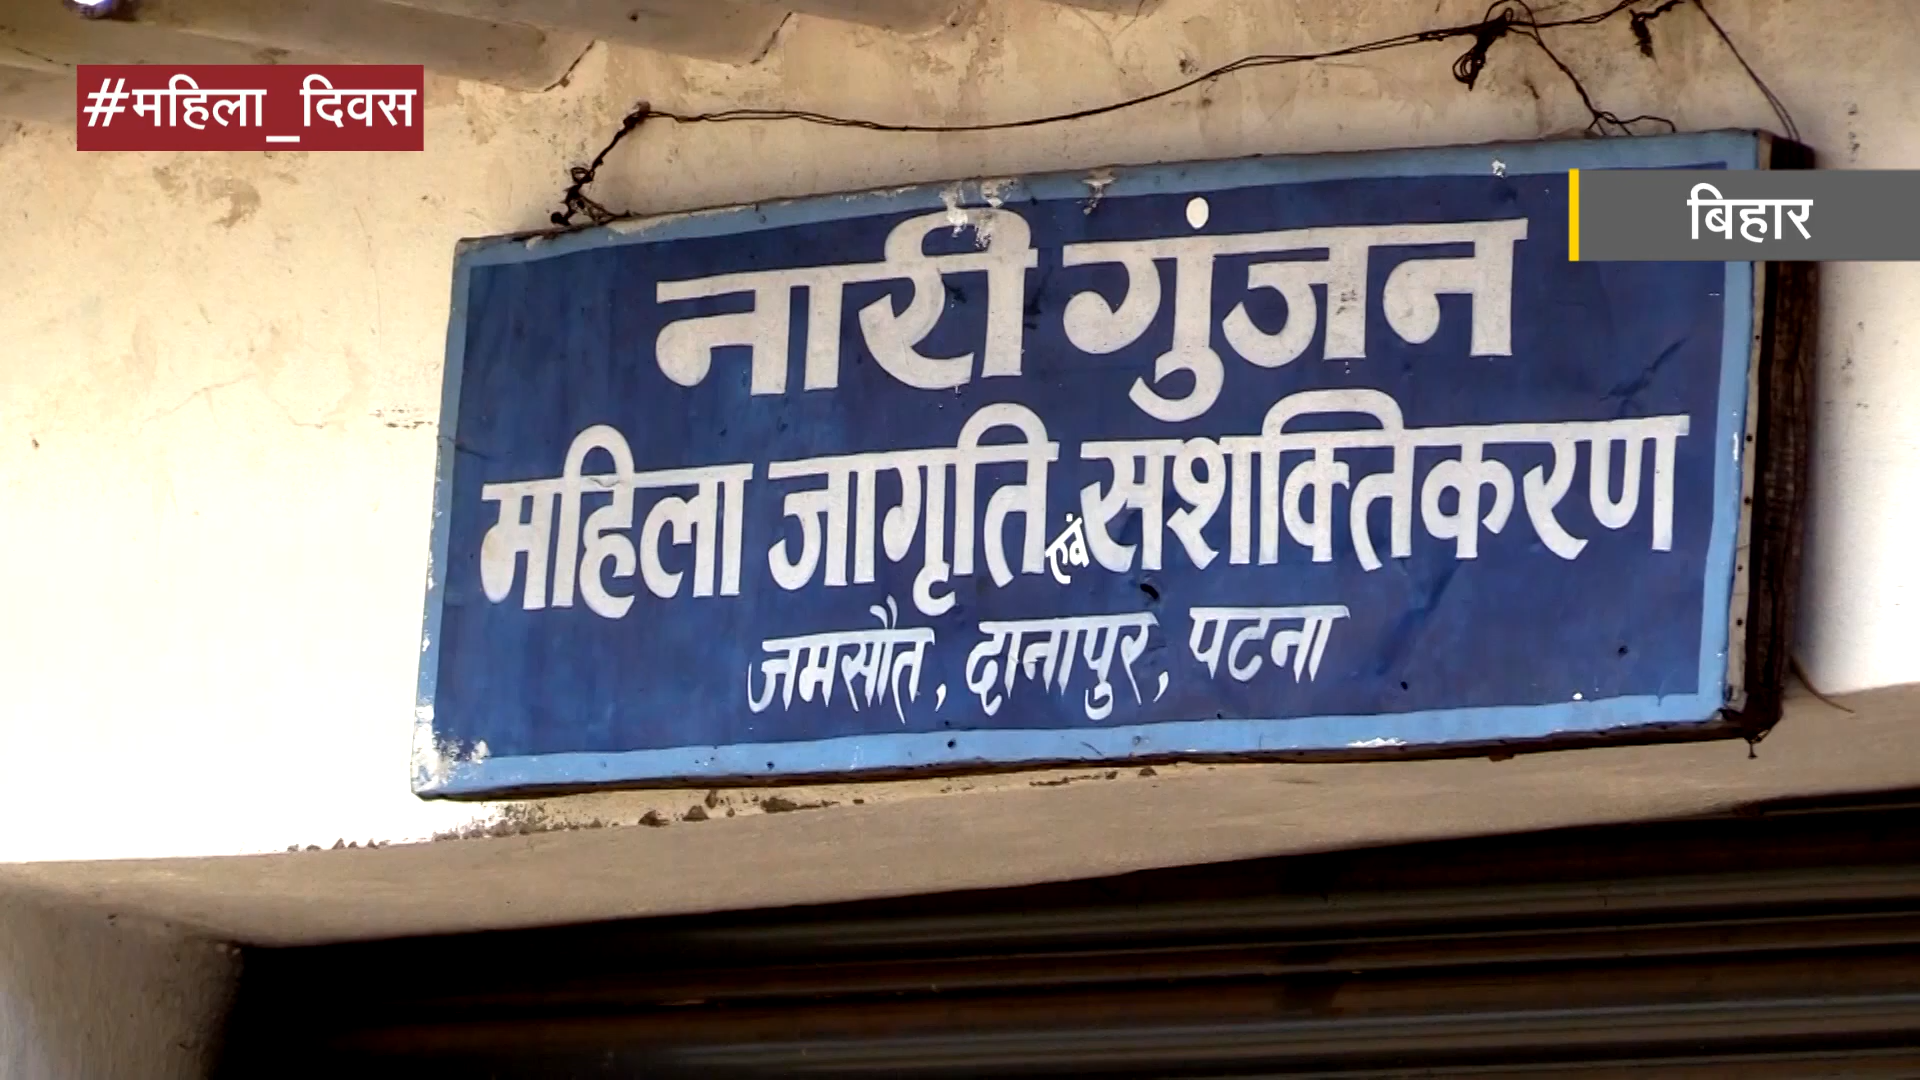 #महिला_दिवस
बिहार
नारी गुंजन
महिला जागृति एवं सशक्तिकरण
जमसौत, दानापुर, पटना